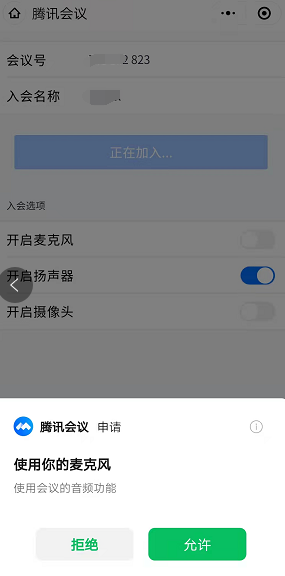 腾讯会议
会议号 2 823
入会名称
正在加入...
入会选项
开启麦克风
开启扬声器
开启摄像头
腾讯会议 申请
使用你的麦克风
使用会议的音频功能
拒绝 允许